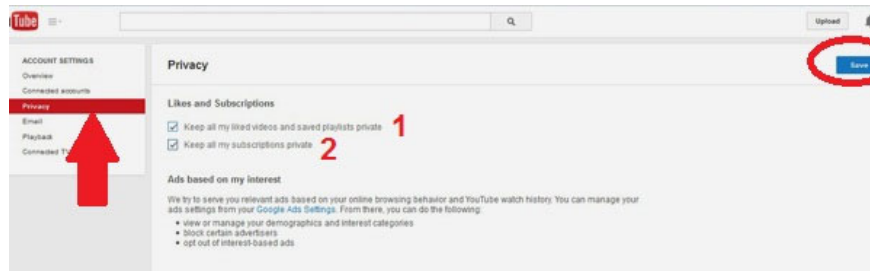 Tube
Upload
ACCOUNT SETTINGS
Overview
Connected accounts
Privacy
Email
Playback
Connected TV
Privacy
Save
Likes and Subscriptions
Keep all my liked videos and saved playlists private 1
Keep all my subscriptions private 2
Ads based on my interest
We try to serve you relevant ads based on your online browsing behavior and YouTube watch history. You can manage your
ads settings from your Google Ads Settings. From there, you can do the following:
• view or manage your demographics and interest categories
• block certain advertisers
• opt out of interest-based ads